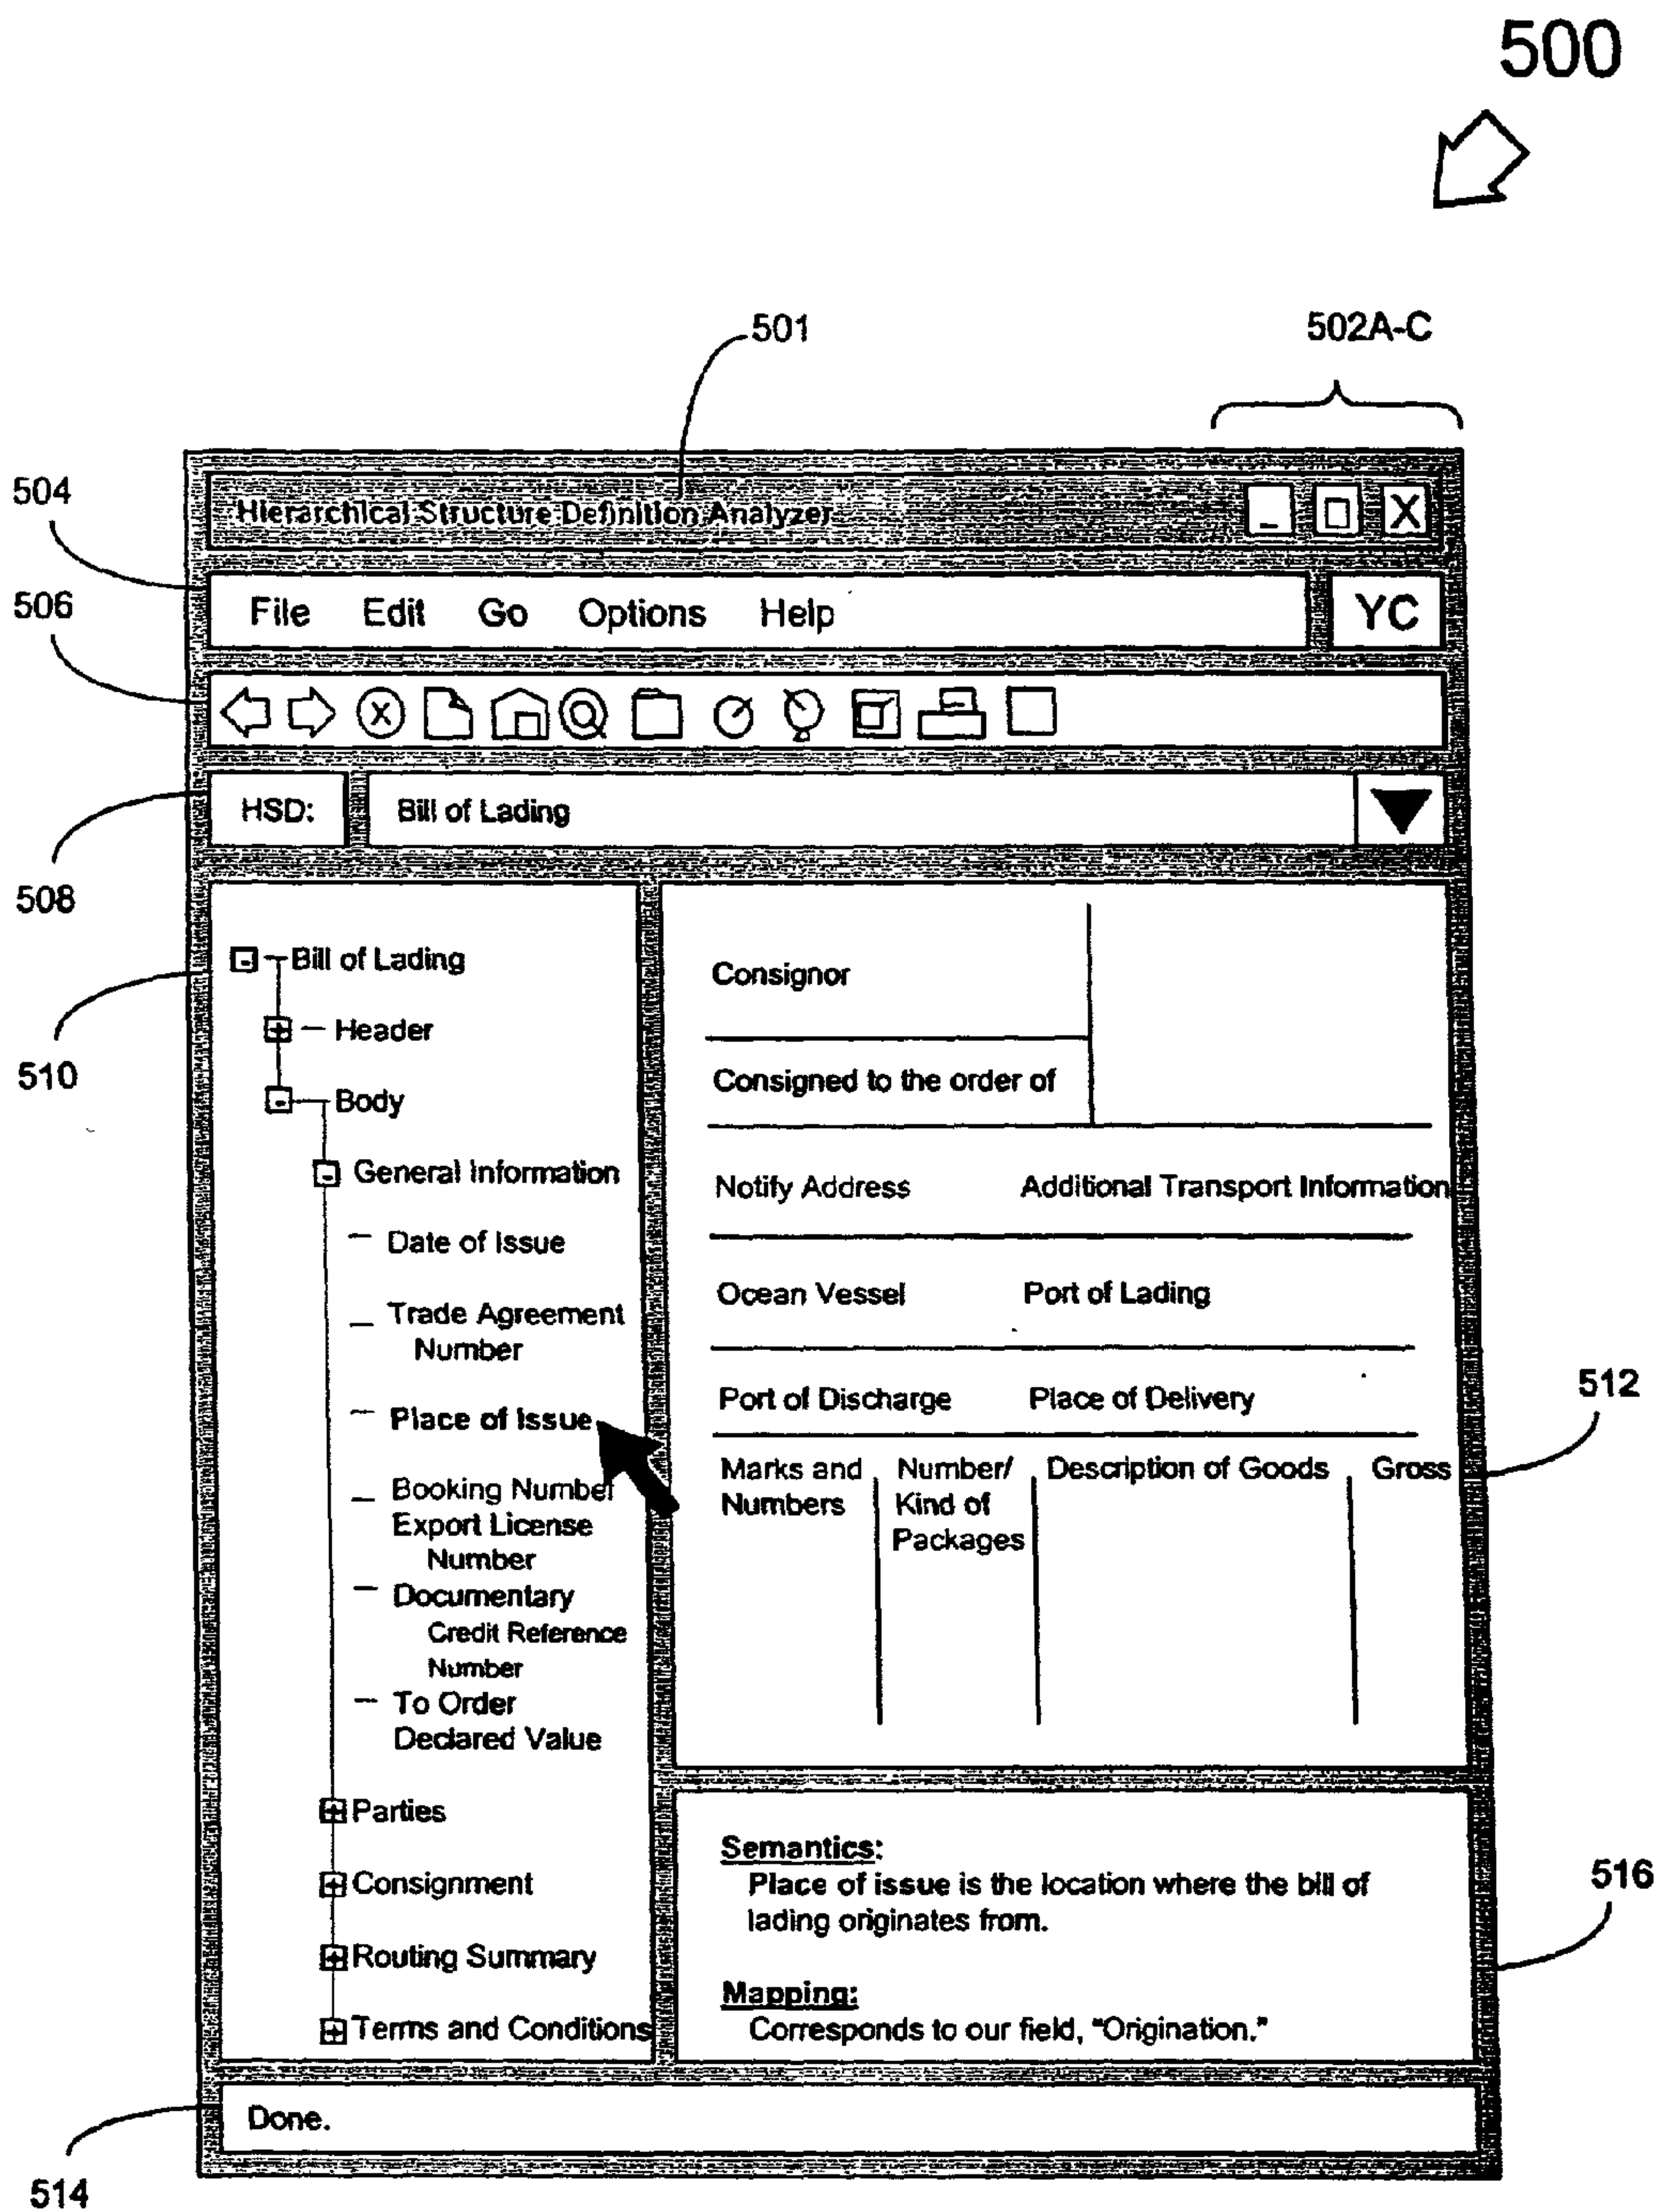 500
501
502A-C
504
Hierarchical Structure Definition Analyzer
_ X
506
File Edit Go Options Help YC
X Q
508
HSD: Bill of Lading
510
- Bill of Lading
+ Header
- Body
- General Information
Date of Issue
Trade Agreement
Number
Place of Issue
Booking Number
Export License
Number
Documentary
Credit Reference
Number
To Order
Declared Value
+ Parties
+ Consignment
+ Routing Summary
+ Terms and Conditions
Consignor
Consigned to the order of
Notify Address Additional Transport Information
Ocean Vessel Port of Lading
Port of Discharge Place of Delivery
512
Marks and Number/ Description of Goods Gross
Numbers Kind of
Packages
516
Semantics:
Place of issue is the location where the bill of
lading originates from.
Mapping:
Corresponds to our field, "Origination."
Done.
514